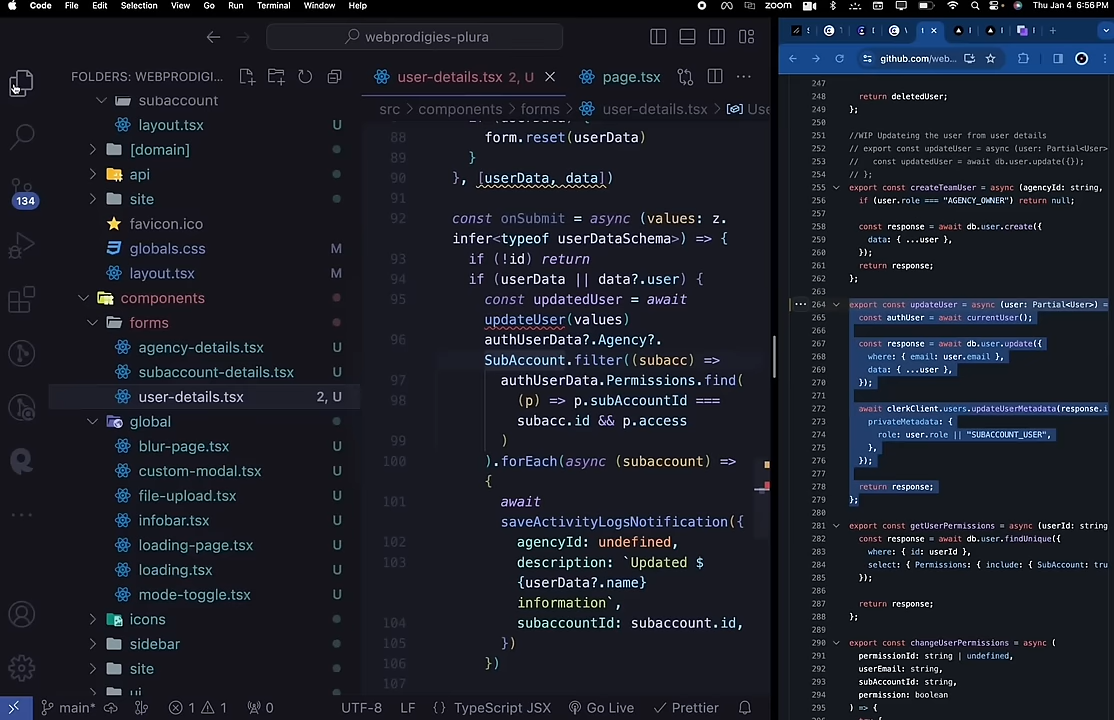 Code File Edit Selection View Go Run Terminal Window Help zoom Thu Jan 4 6:56 PM
webprodigies-plura
FOLDERS: WEBPRODIGI...
subaccount
layout.tsx U
[domain]
api
site
favicon.ico
globals.css M
layout.tsx M
components
forms
agency-details.tsx U
subaccount-details.tsx U
user-details.tsx 2, U
global
blur-page.tsx U
custom-modal.tsx U
file-upload.tsx U
infobar.tsx U
loading-page.tsx U
loading.tsx U
mode-toggle.tsx U
icons
sidebar
site
ui
134
user-details.tsx 2, U
page.tsx
src > components > forms > user-details.tsx > Use
88 form.reset(userData)
89 }
90 }, [userData, data])
91
92 const onSubmit = async (values: z.
infer<typeof userDataSchema>) => {
93 if (!id) return
94 if (userData || data?.user) {
95 const updatedUser = await
updateUser(values)
96 authUserData?.Agency?.
SubAccount.filter((subacc) =>
97 authUserData.Permissions.find(
98 (p) => p.subAccountId ===
subacc.id && p.access
99 )
100 ).forEach(async (subaccount) =>
{
101 await
saveActivityLogsNotification({
102 agencyId: undefined,
103 description: `Updated $
{userData?.name}
information`,
104 subaccountId: subaccount.id,
105 })
106 })
107
main* 1 1 0 UTF-8 LF {} TypeScript JSX Go Live Prettier
github.com/web...
247
248 return deletedUser;
249 };
250
251 //WIP Updateing the user from user details
252 // export const updateUser = async (user: Partial<User>
253 // const updatedUser = await db.user.update({});
254 // };
255 export const createTeamUser = async (agencyId: string,
256 if (user.role === "AGENCY_OWNER") return null;
257
258 const response = await db.user.create({
259 data: { ...user },
260 });
261 return response;
262 };
263
264 export const updateUser = async (user: Partial<User>) =
265 const authUser = await currentUser();
266
267 const response = await db.user.update({
268 where: { email: user.email },
269 data: { ...user },
270 });
271
272 await clerkClient.users.updateUserMetadata(response.i
273 privateMetadata: {
274 role: user.role || "SUBACCOUNT_USER",
275 },
276 });
277
278 return response;
279 };
280
281 export const getUserPermissions = async (userId: string
282 const response = await db.user.findUnique({
283 where: { id: userId },
284 select: { Permissions: { include: { SubAccount: tru
285 });
286
287 return response;
288 };
289
290 export const changeUserPermissions = async (
291 permissionId: string | undefined,
292 userEmail: string,
293 subAccountId: string,
294 permission: boolean
295 ) => {